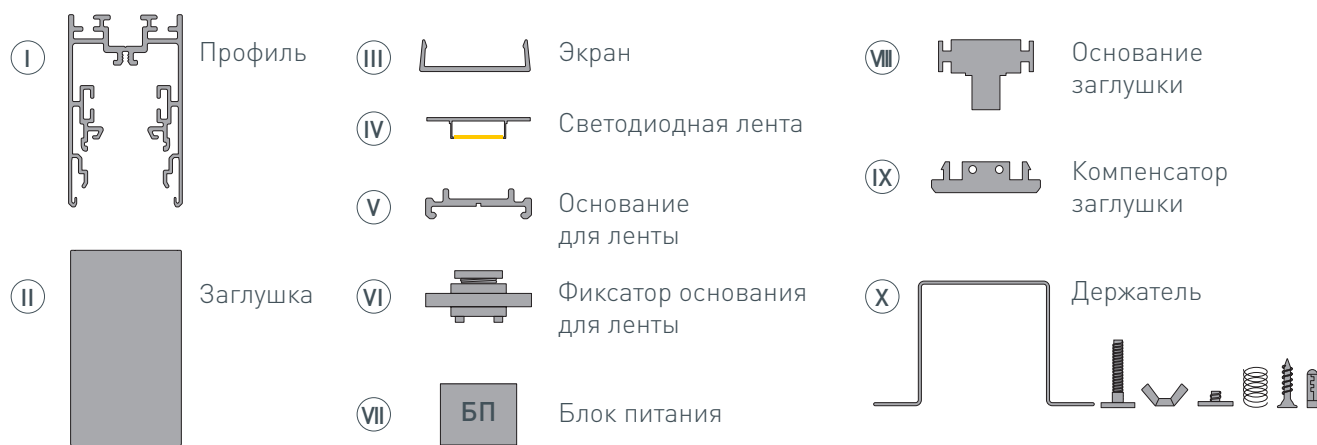 I
Профиль
II
Заглушка
III
Экран
IV
Светодиодная лента
V
Основание
для ленты
VI
Фиксатор основания
для ленты
VII
БП
Блок питания
VIII
Основание
заглушки
IX
Компенсатор
заглушки
X
Держатель